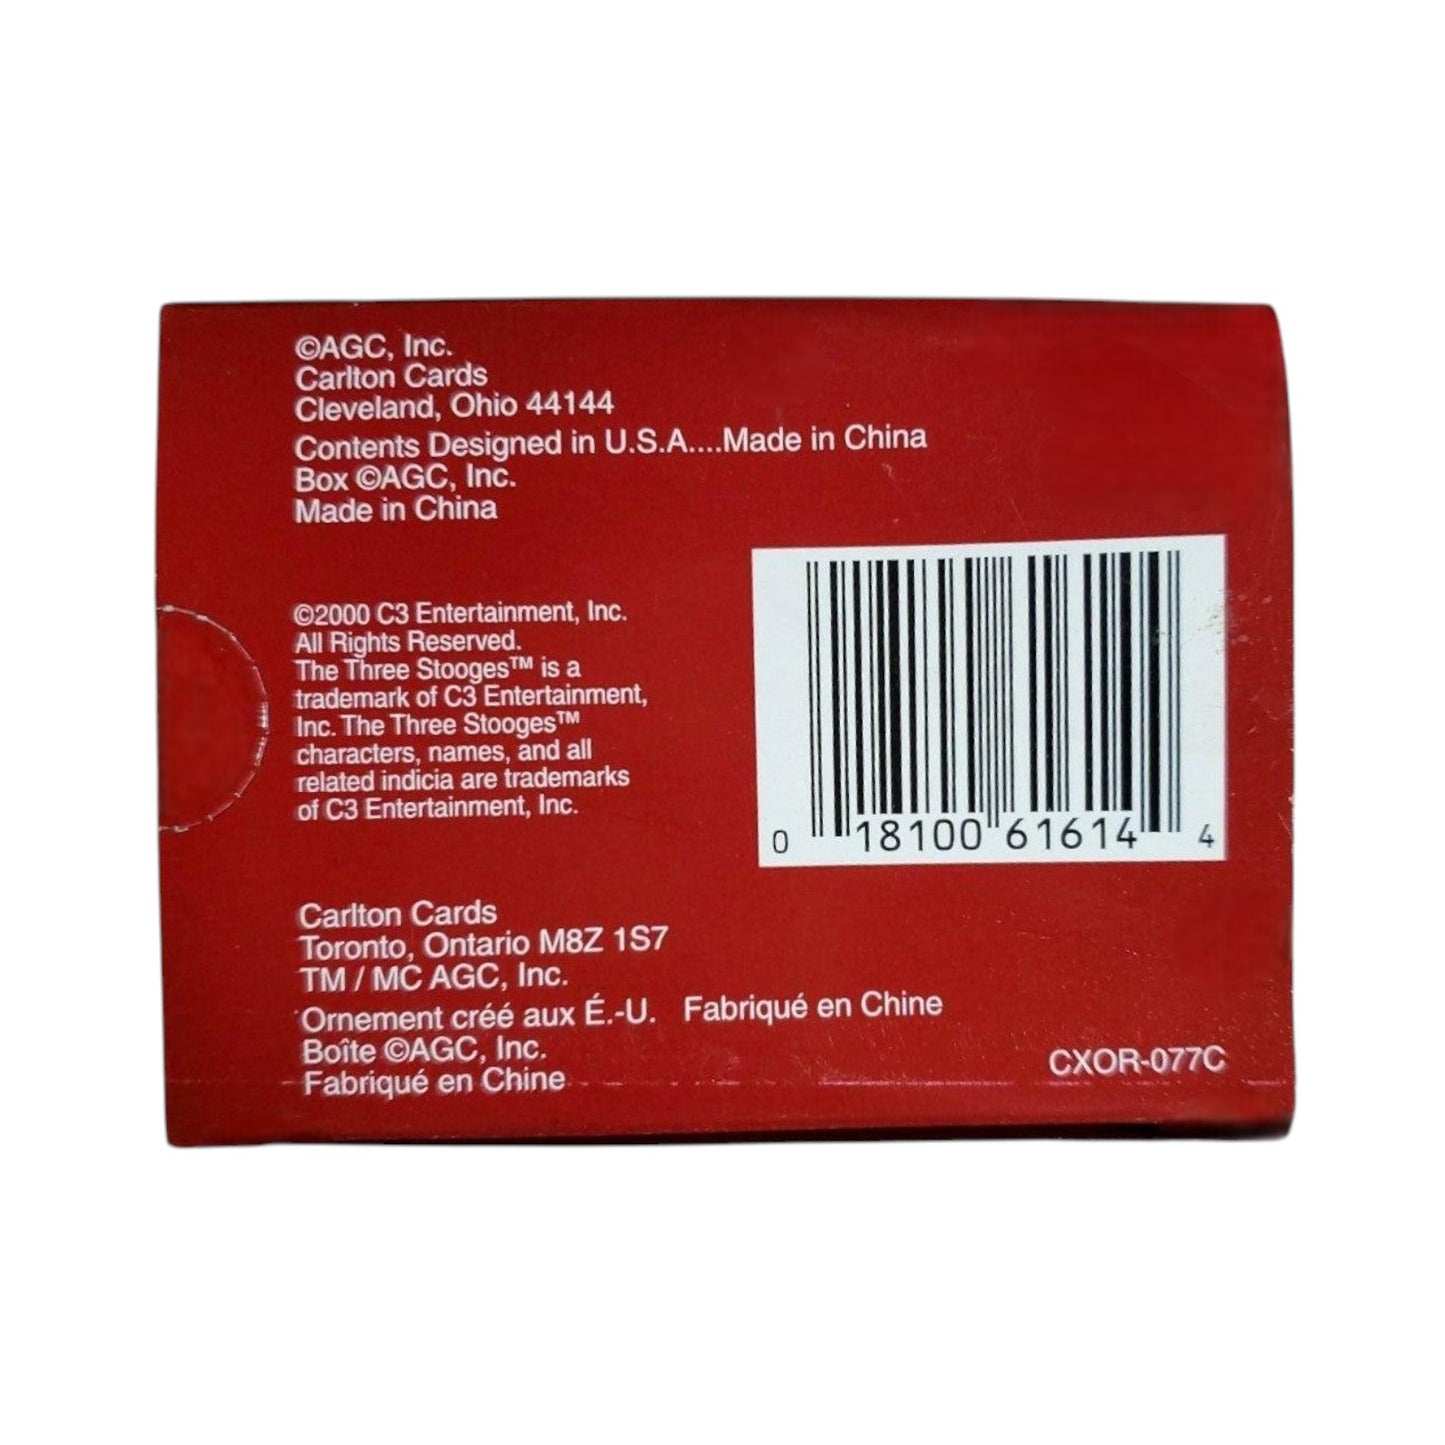 ©AGC, Inc.
Carlton Cards
Cleveland, Ohio 44144
Contents Designed in U.S.A....Made in China
Box ©AGC, Inc.
Made in China
©2000 C3 Entertainment, Inc.
All Rights Reserved.
The Three Stooges™ is a
trademark of C3 Entertainment,
Inc. The Three Stooges™
characters, names, and all
related indicia are trademarks
of C3 Entertainment, Inc.
0 18100 61614 4
Carlton Cards
Toronto, Ontario M8Z 1S7
TM / MC AGC, Inc.
Ornement créé aux É.-U. Fabriqué en Chine
Boîte ©AGC, Inc.
Fabriqué en Chine
CXOR-077C